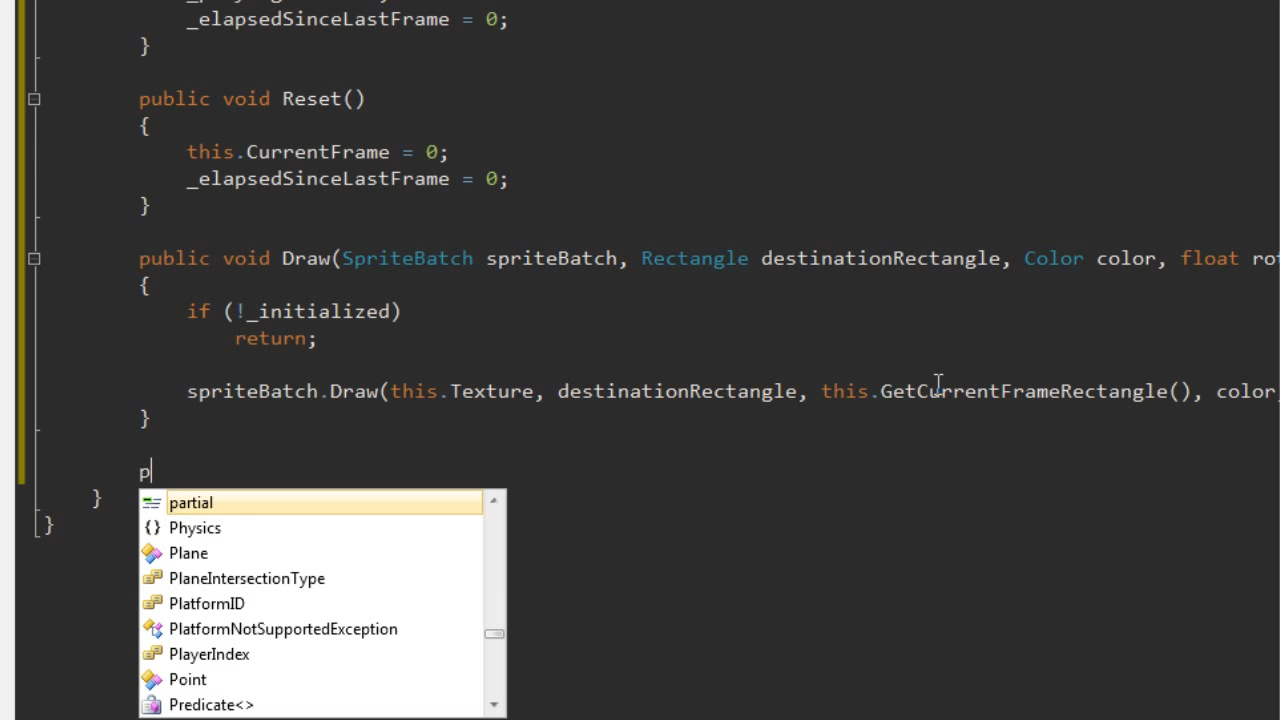 _elapsedSinceLastFrame = 0;
}
public void Reset()
{
this.CurrentFrame = 0;
_elapsedSinceLastFrame = 0;
}
public void Draw(SpriteBatch spriteBatch, Rectangle destinationRectangle, Color color, float rot
{
if (!_initialized)
return;
spriteBatch.Draw(this.Texture, destinationRectangle, this.GetCurrentFrameRectangle(), color,
}
p
}
}
partial
{} Physics
Plane
PlaneIntersectionType
PlatformID
PlatformNotSupportedException
PlayerIndex
Point
Predicate<>